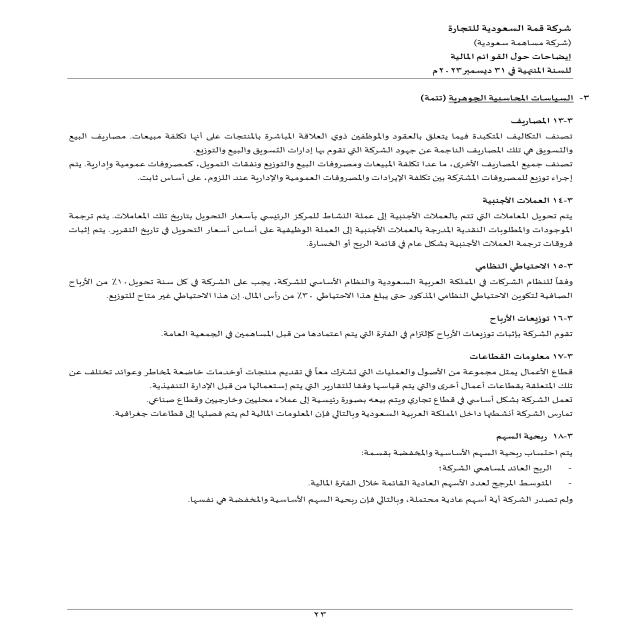 شركة قمة السعودية للتجارة
(شركة مساهمة سعودية)
إيضاحات حول القوائم المالية
للسنة المنتهية في ٣١ ديسمبر٢٠٢٣م
٣- السياسات المحاسبية الجوهرية (تتمة)
١٣-٣ المصاريف
تصنف التكاليف المتكبدة فيما يتعلق بالعقود والموظفين ذوي العلاقة المباشرة بالمنتجات على أنها تكلفة مبيعات. مصاريف البيع
والتسويق هي تلك المصاريف الناجمة عن جهود الشركة التي تقوم بها إدارات التسويق والبيع والتوزيع.
تصنف جميع المصاريف الأخرى، ما عدا تكلفة المبيعات ومصروفات البيع والتوزيع ونفقات التمويل، كمصروفات عمومية وإدارية. يتم
إجراء توزيع للمصروفات المشتركة بين تكلفة الإيرادات والمصروفات العمومية والإدارية عند اللزوم، على أساس ثابت.
١٤-٣ العملات الأجنبية
يتم تحويل المعاملات التي تتم بالعملات الأجنبية إلى عملة النشاط للمركز الرئيسي بأسعار التحويل بتاريخ تلك المعاملات. يتم ترجمة
الموجودات والمطلوبات النقدية المدرجة بالعملات الأجنبية إلى العملة الوظيفية على أساس أسعار التحويل في تاريخ التقرير. يتم إثبات
فروقات ترجمة العملات الأجنبية بشكل عام في قائمة الربح أو الخسارة.
١٥-٣ الاحتياطي النظامي
وفقاً للنظام الشركات في المملكة العربية السعودية والنظام الأساسي للشركة، يجب على الشركة في كل سنة تحويل١٠٪ من الأرباح
الصافية لتكوين الاحتياطي النظامي المذكور حتى يبلغ هذا الاحتياطي ٣٠٪ من رأس المال. إن هذا الاحتياطي غير متاح للتوزيع.
١٦-٣ توزيعات الأرباح
تقوم الشركة بإثبات توزيعات الأرباح كإلتزام في الفترة التي يتم اعتمادها من قبل المساهمين في الجمعية العامة.
١٧-٣ معلومات القطاعات
قطاع الأعمال يمثل مجموعة من الأصول والعمليات التي تشترك معاً في تقديم منتجات أوخدمات خاضعة لمخاطر وعوائد تختلف عن
تلك المتعلقة بقطاعات أعمال أخرى والتي يتم قياسها وفقا للتقارير التي يتم إستعمالها من قبل الإدارة التنفيذية.
تعمل الشركة بشكل أساسي في قطاع تجاري ويتم بيعه بصورة رئيسية إلى عملاء محليين وخارجيين وقطاع صناعي.
تمارس الشركة أنشطتها داخل المملكة العربية السعودية وبالتالي فإن المعلومات المالية لم يتم فصلها إلى قطاعات جغرافية.
١٨-٣ ربحية السهم
يتم احتساب ربحية السهم الأساسية والمخفضة بقسمة:
- الربح العائد لمساهمي الشركة؛
- المتوسط المرجح لعدد الأسهم العادية القائمة خلال الفترة المالية.
ولم تصدر الشركة أية أسهم عادية محتملة، وبالتالي فإن ربحية السهم الأساسية والمخفضة هي نفسها.
٢٣